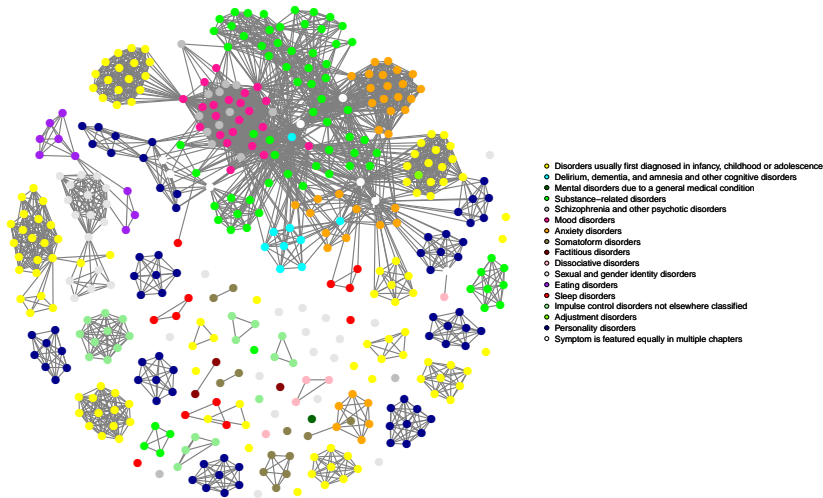 Disorders usually first diagnosed in infancy, childhood or adolescence
Delirium, dementia, and amnesia and other cognitive disorders
Mental disorders due to a general medical condition
Substance−related disorders
Schizophrenia and other psychotic disorders
Mood disorders
Anxiety disorders
Somatoform disorders
Factitious disorders
Dissociative disorders
Sexual and gender identity disorders
Eating disorders
Sleep disorders
Impulse control disorders not elsewhere classified
Adjustment disorders
Personality disorders
Symptom is featured equally in multiple chapters